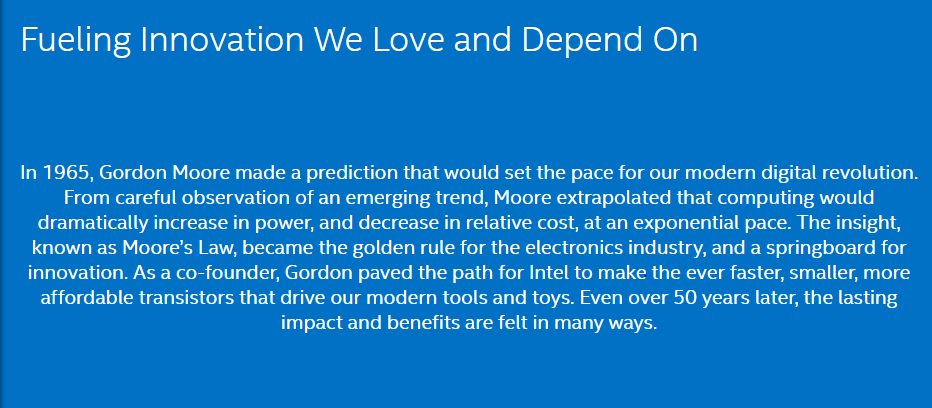 Fueling Innovation We Love and Depend On
In 1965, Gordon Moore made a prediction that would set the pace for our modern digital revolution.
From careful observation of an emerging trend, Moore extrapolated that computing would
dramatically increase in power, and decrease in relative cost, at an exponential pace. The insight,
known as Moore’s Law, became the golden rule for the electronics industry, and a springboard for
innovation. As a co-founder, Gordon paved the path for Intel to make the ever faster, smaller, more
affordable transistors that drive our modern tools and toys. Even over 50 years later, the lasting
impact and benefits are felt in many ways.